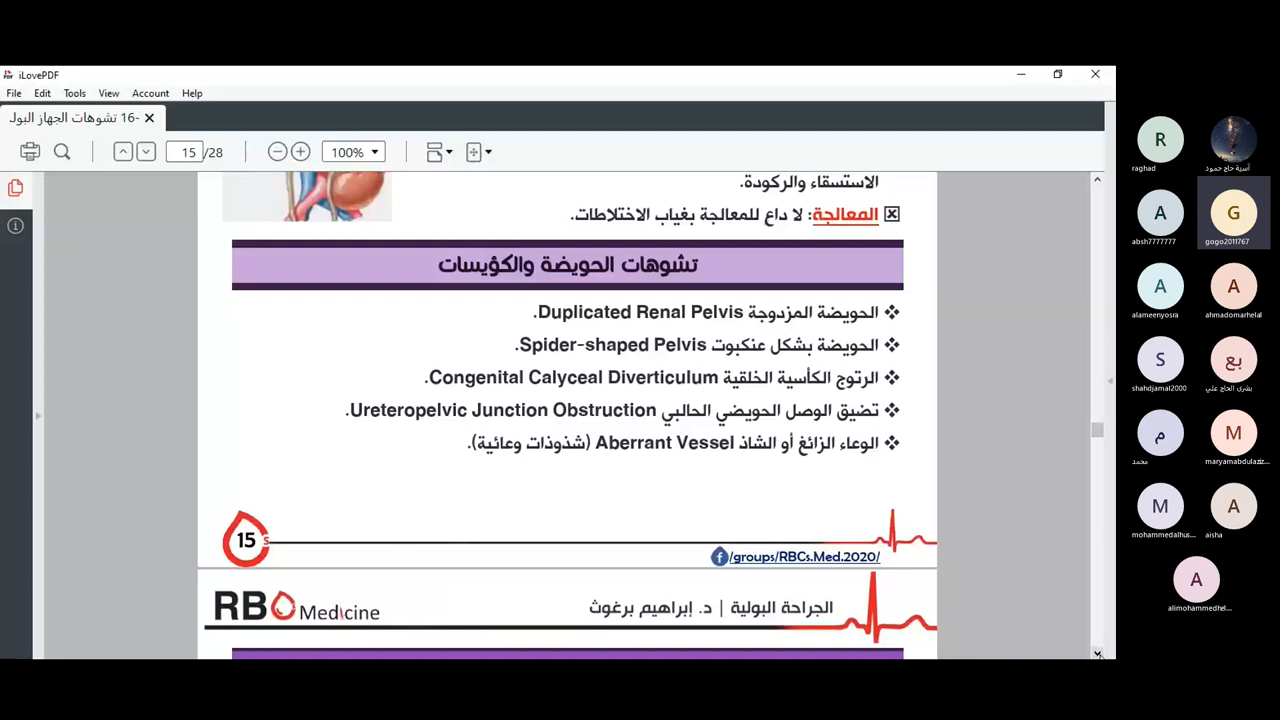 iLovePDF
File Edit Tools View Account Help
16- تشوهات الجهاز البول
15 /28
100%
الاستسقاء والركودة.
المعالجة: لا داع للمعالجة بغياب الاختلاطات.
تشوهات الحويضة والكؤيسات
❖ الحويضة المزدوجة Duplicated Renal Pelvis.
❖ الحويضة بشكل عنكبوت Spider-shaped Pelvis.
❖ الرتوج الكأسية الخلقية Congenital Calyceal Diverticulum.
❖ تضيق الوصل الحويضي الحالبي Ureteropelvic Junction Obstruction.
❖ الوعاء الزائغ أو الشاذ Aberrant Vessel (شذوذات وعائية).
15
/groups/RBCs.Med.2020/
RB Medicine
الجراحة البولية | د. إبراهيم برغوث
R
raghad
آسية حاج حمود
A
absh7777777
G
gogo2011767
A
alameenyosra
A
ahmadomarhelal
S
shahdjamal2000
بع
بشرى الحاج علي
م
محمد
M
maryamabdulaziz...
M
mohammedalhus...
A
aisha
A
alimohammedhel...